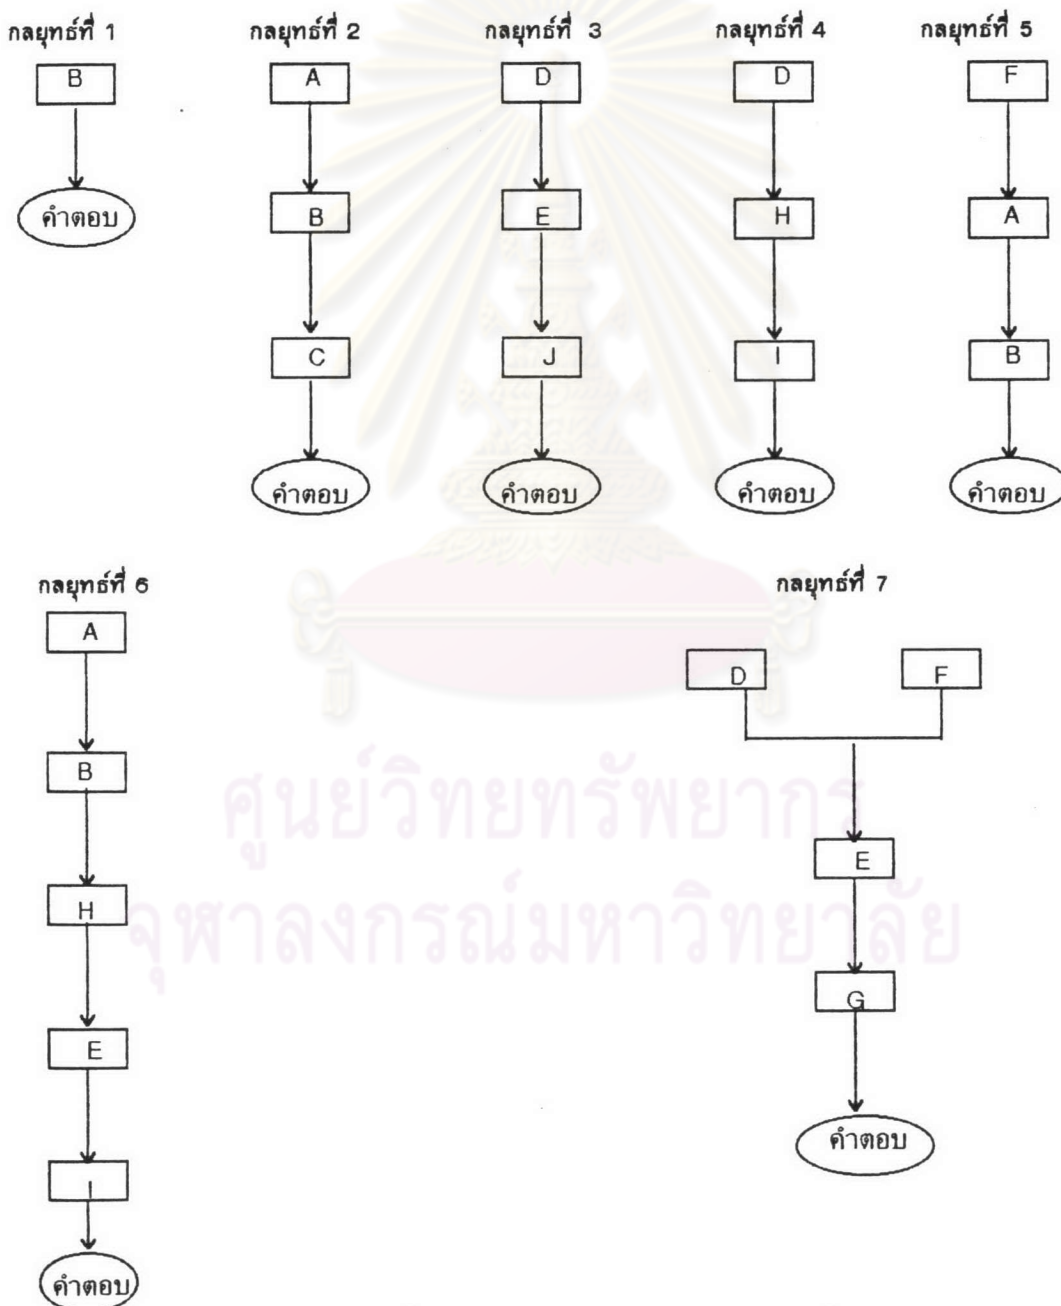 กลยุทธ์ที่ 1 กลยุทธ์ที่ 2 กลยุทธ์ที่ 3 กลยุทธ์ที่ 4 กลยุทธ์ที่ 5
B A D D F
คำตอบ B E H A
C J I B
คำตอบ คำตอบ คำตอบ คำตอบ
กลยุทธ์ที่ 6 กลยุทธ์ที่ 7
A
D F
B
E
H
G
E
คำตอบ
I
คำตอบ
ศูนย์วิทยทรัพยากร
จุฬาลงกรณ์มหาวิทยาลัย